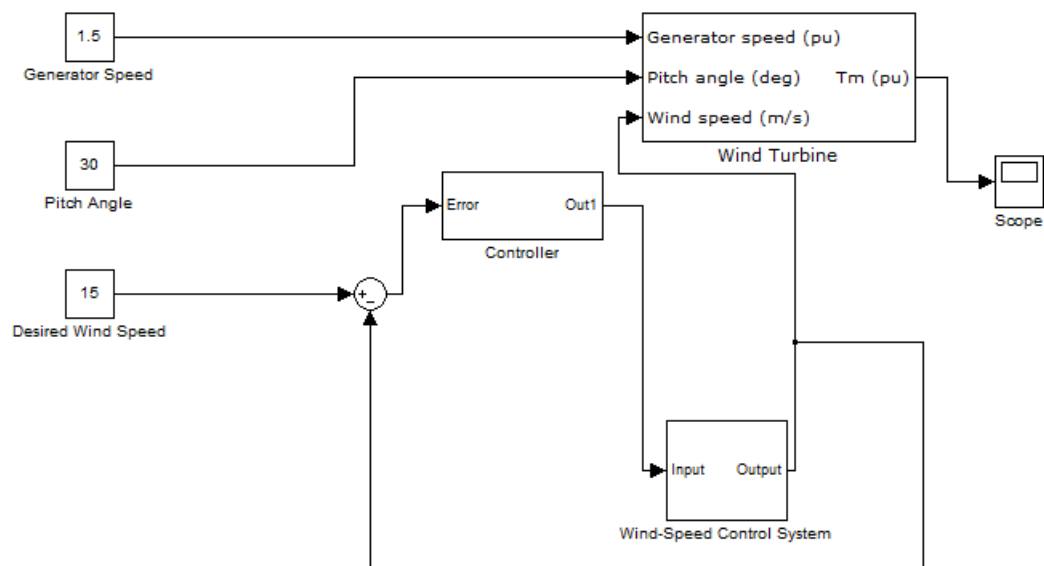 1.5
Generator Speed
Generator speed (pu)
Pitch angle (deg)
Tm (pu)
Wind speed (m/s)
Wind Turbine
30
Pitch Angle
Scope
Error
Out1
Controller
15
+
-
Desired Wind Speed
Input
Output
Wind-Speed Control System